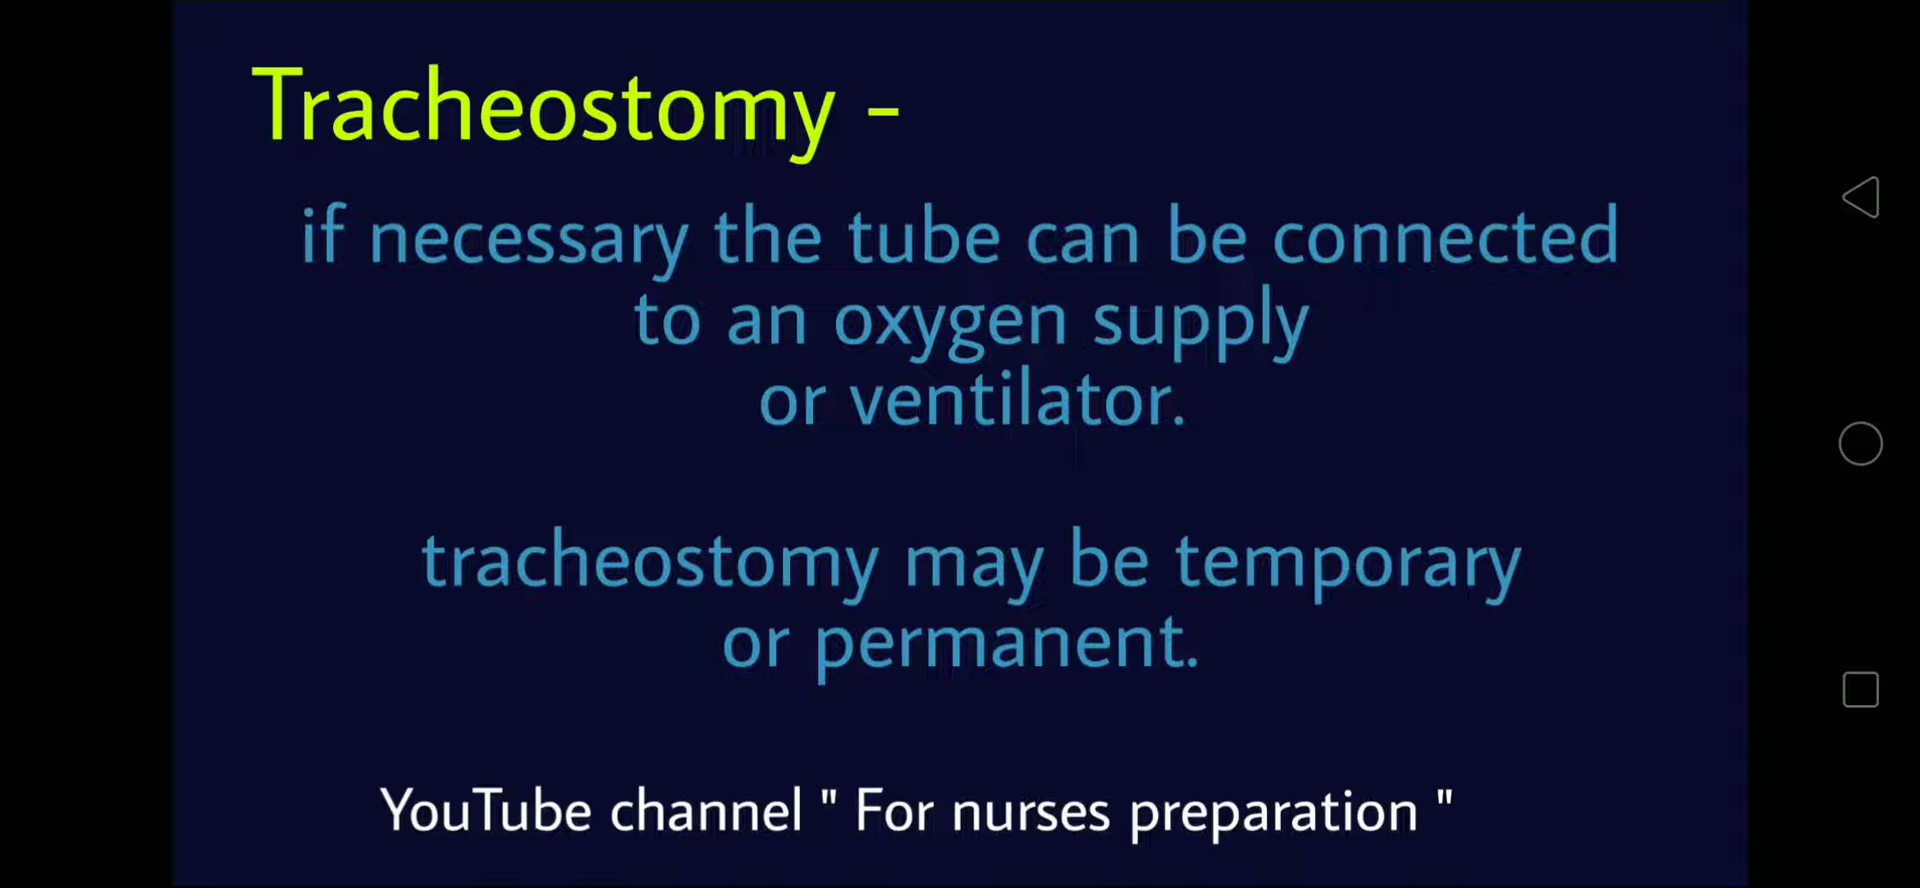 Tracheostomy -
if necessary the tube can be connected
to an oxygen supply
or ventilator.
tracheostomy may be temporary
or permanent.
YouTube channel " For nurses preparation "